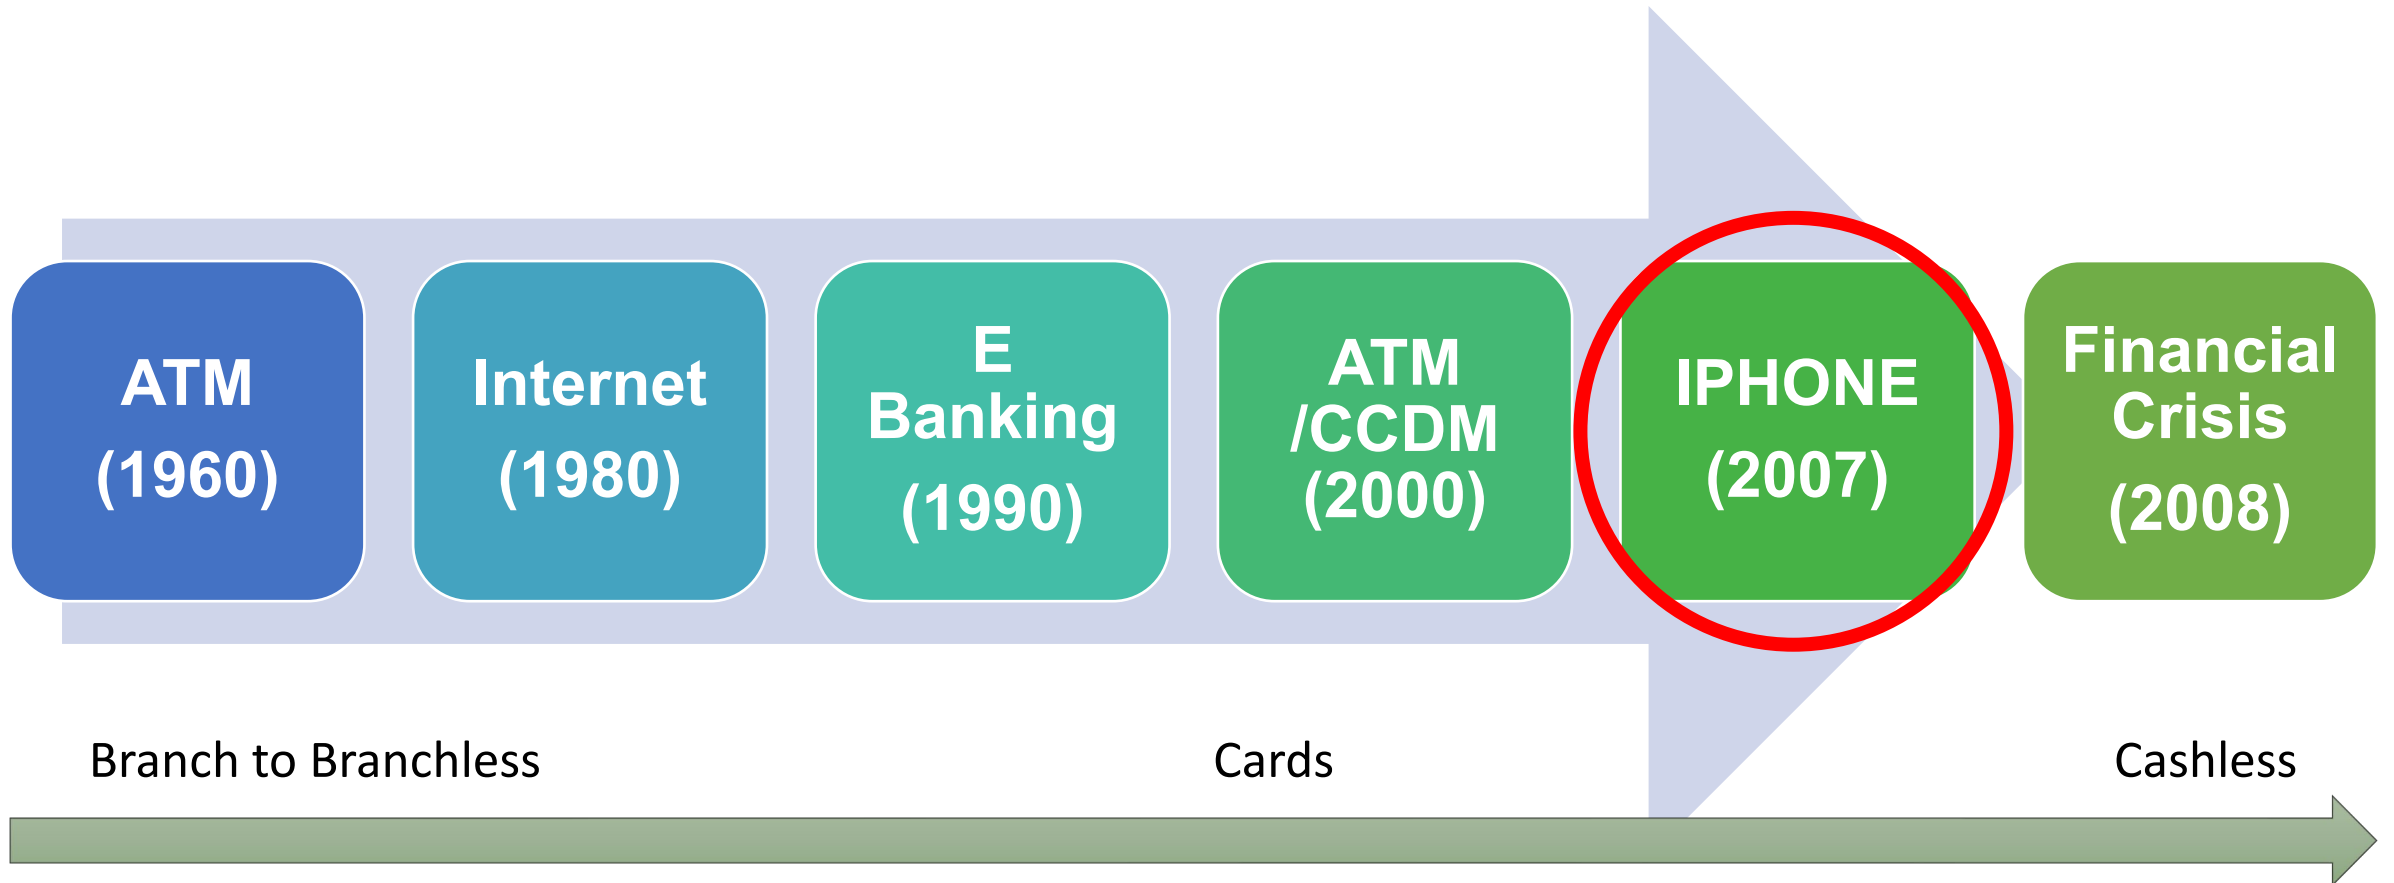 ATM
(1960)
Internet
(1980)
E
Banking
(1990)
ATM
/CCDM
(2000)
IPHONE
(2007)
Financial
Crisis
(2008)
Branch to Branchless
Cards
Cashless